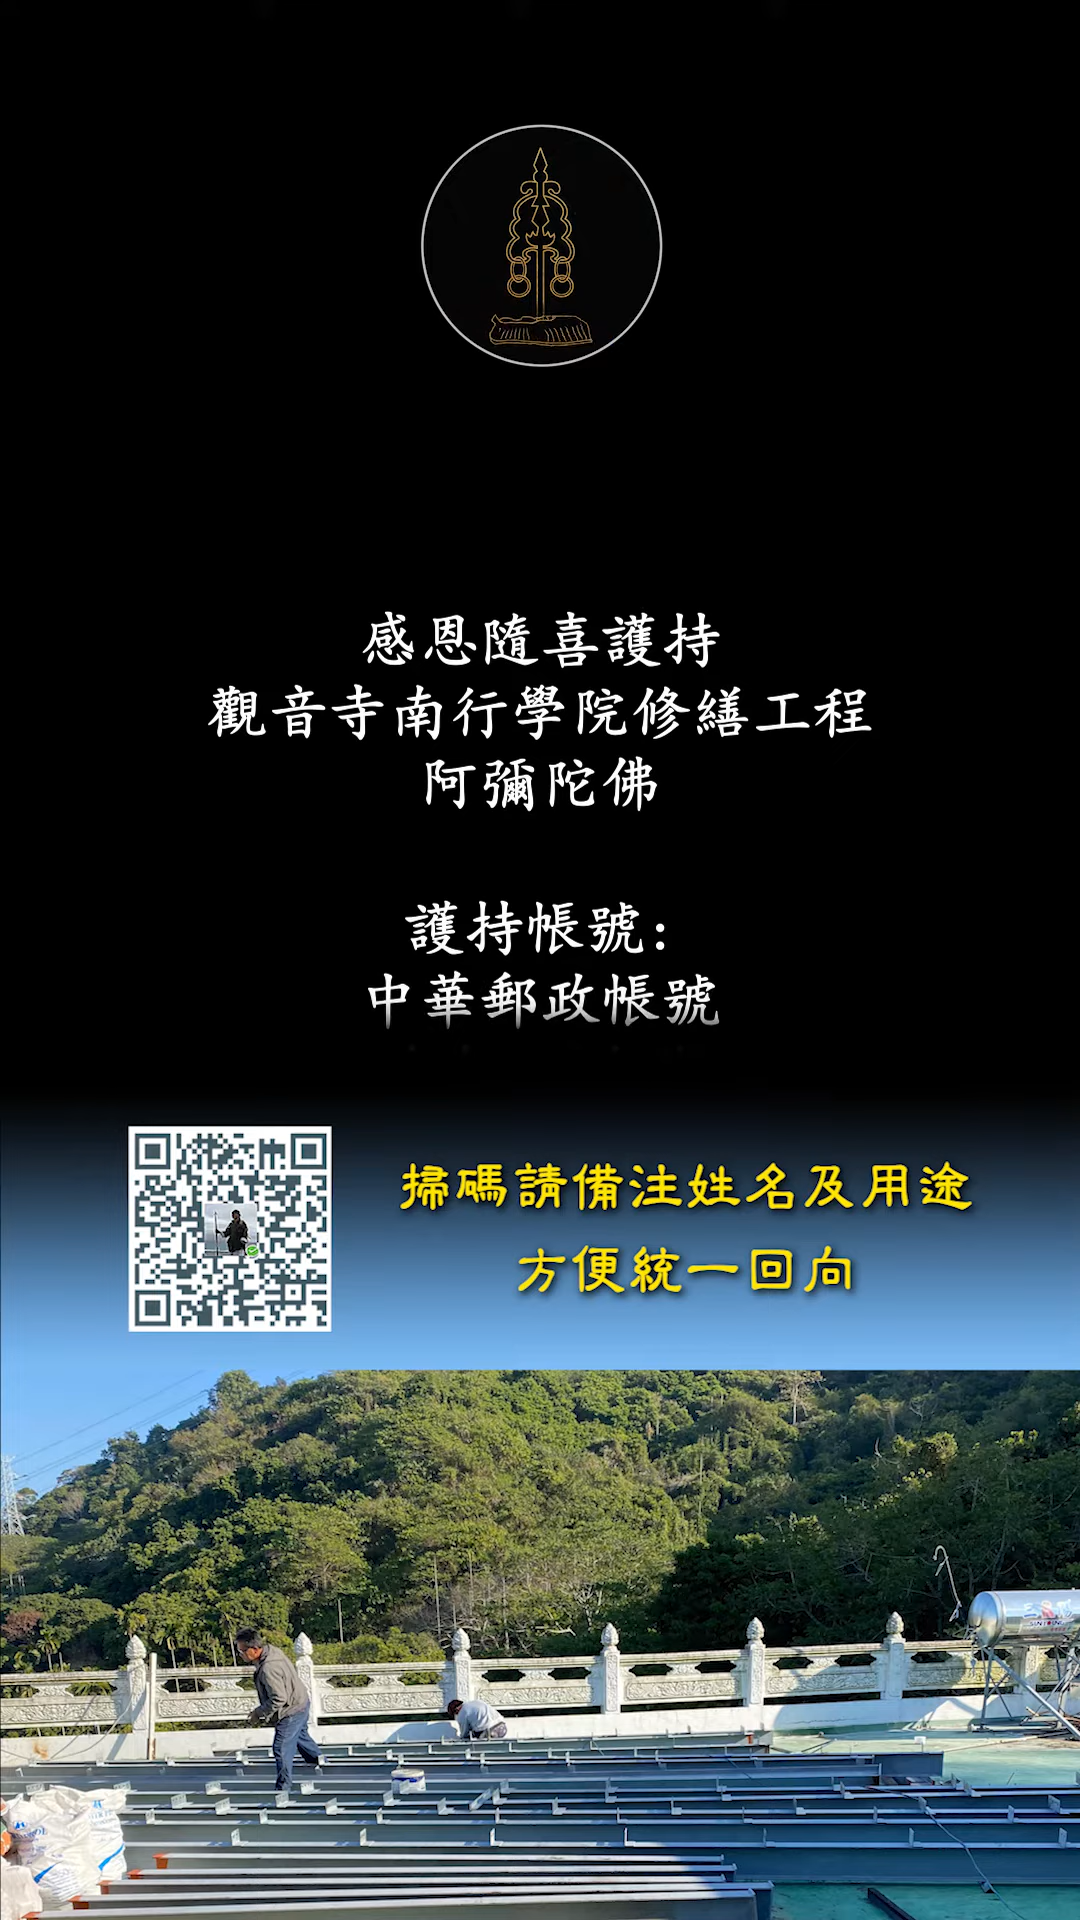 感恩隨喜護持
觀音寺南行學院修繕工程
阿彌陀佛
護持帳號:
中華郵政帳號
掃碼請備注姓名及用途
方便統一回向